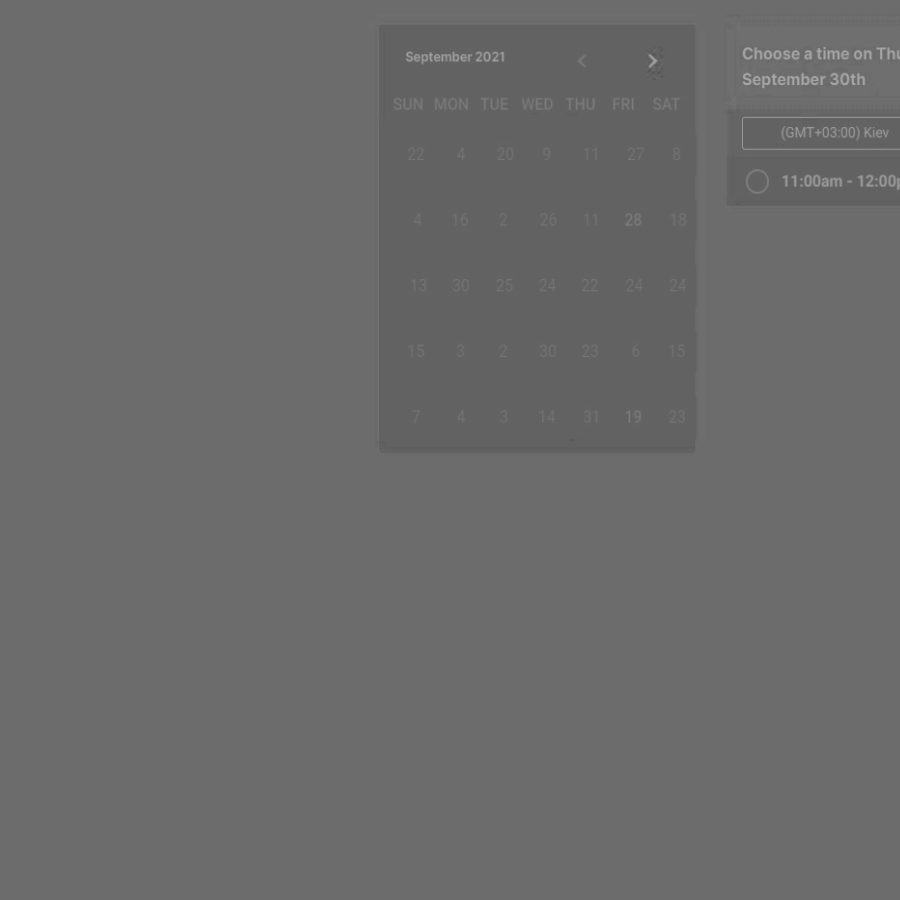 September 2021
SUN MON TUE WED THU FRI SAT
22 4 20 9 11 27 8
4 16 2 26 11 28 18
13 30 25 24 22 24 24
15 3 2 30 23 6 15
7 4 3 14 31 19 23
Choose a time on Thu
September 30th
(GMT+03:00) Kiev
11:00am - 12:00p